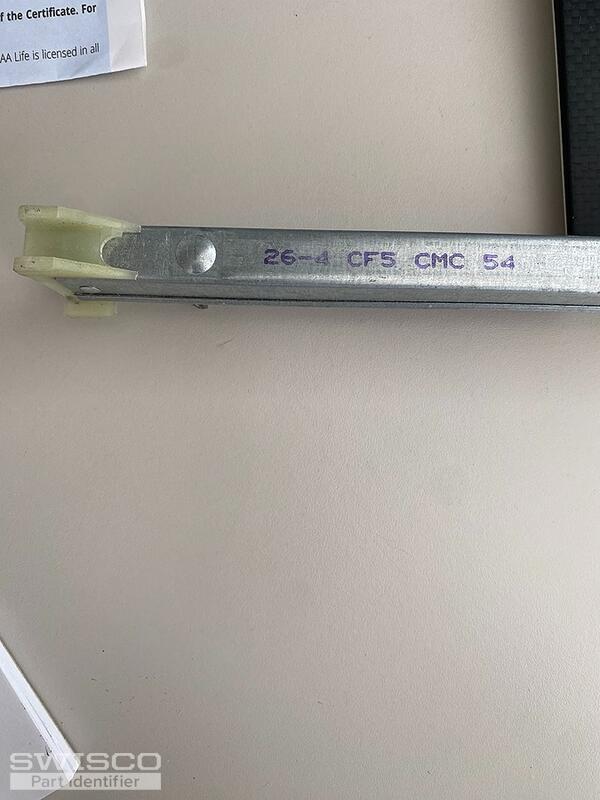 f the Certificate. For
AA Life is licensed in all
26-4 CF5 CMC 54
SWISCO
Part Identifier